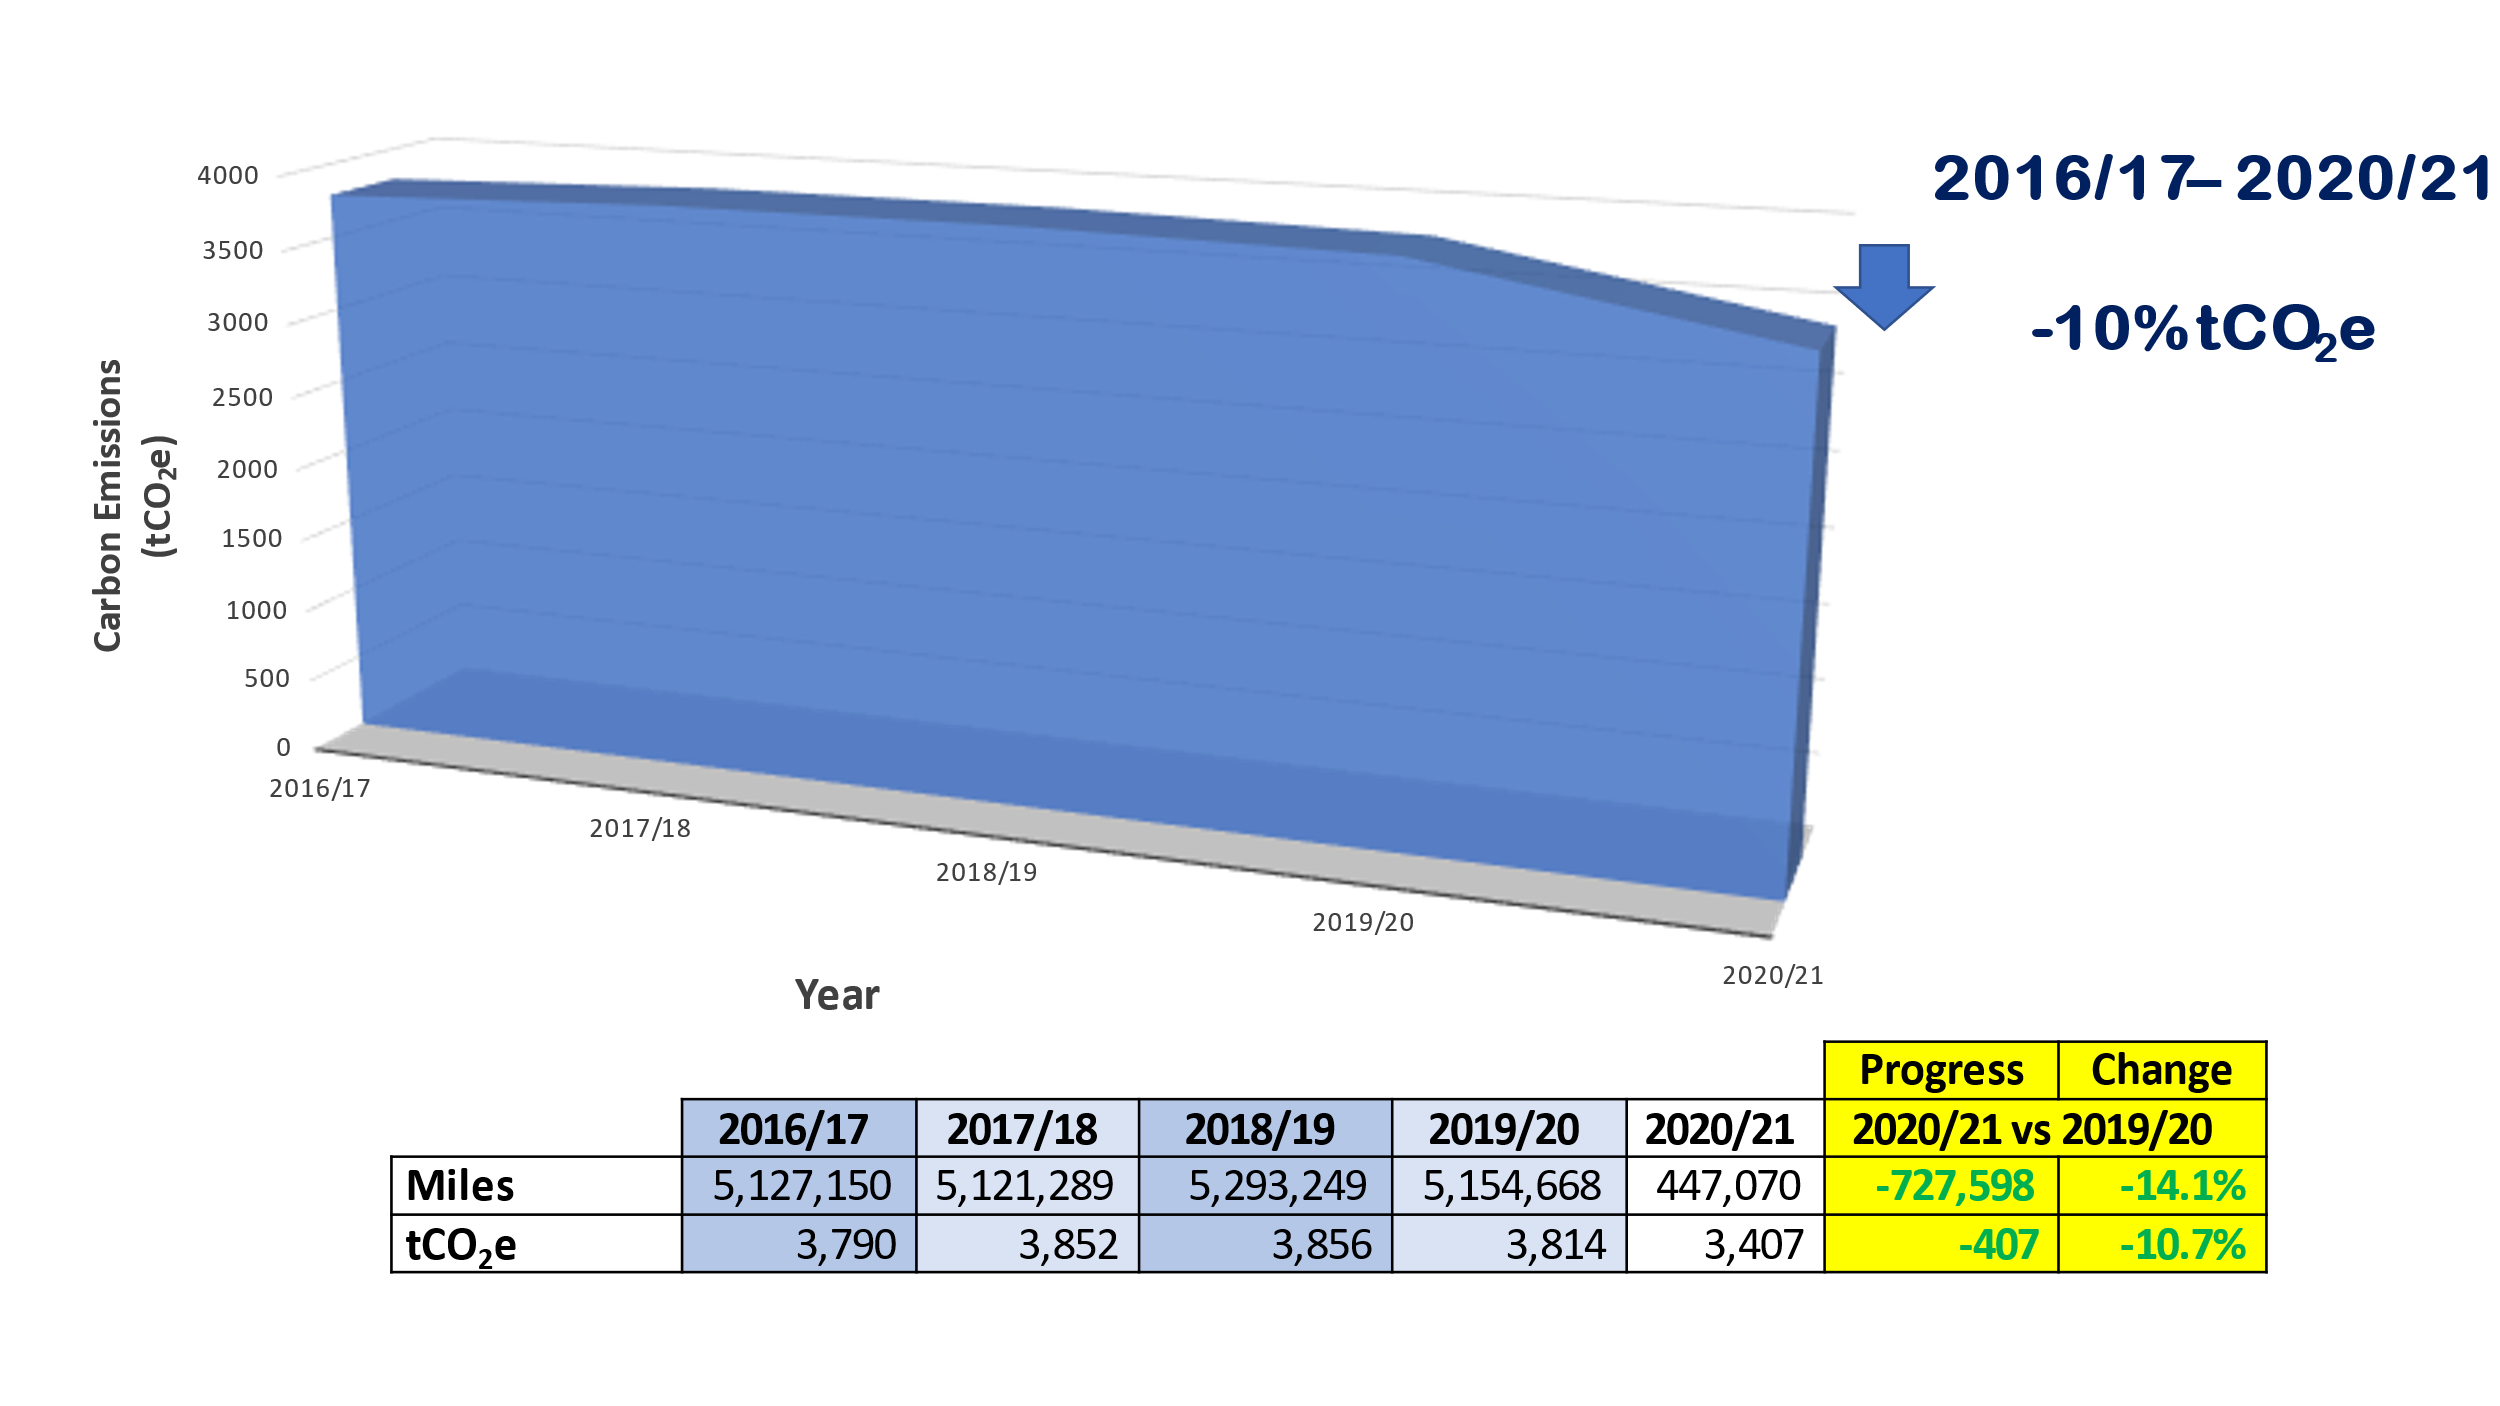 2016/17– 2020/21
-10% tCO₂e
Carbon Emissions
(tCO₂e)
4000
3500
3000
2500
2000
1500
1000
500
0
2016/17
2017/18
2018/19
2019/20
2020/21
Year
Progress Change
2016/17 2017/18 2018/19 2019/20 2020/21 2020/21 vs 2019/20
Miles 5,127,150 5,121,289 5,293,249 5,154,668 447,070 -727,598 -14.1%
tCO₂e 3,790 3,852 3,856 3,814 3,407 -407 -10.7%